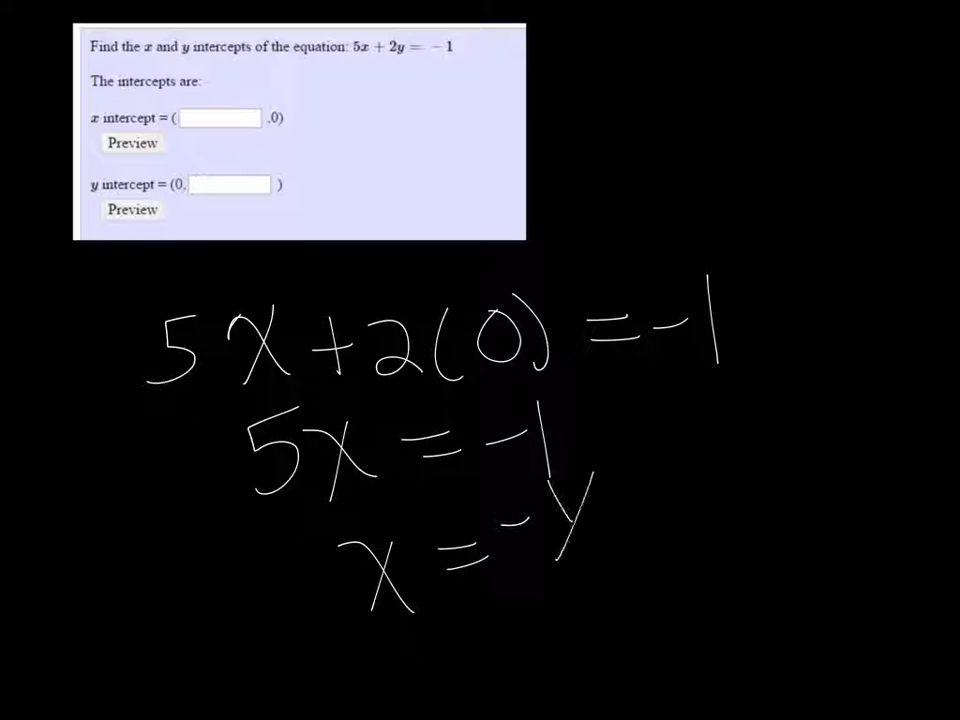 Find the x and y intercepts of the equation: 5x + 2y = - 1
The intercepts are:
x intercept = ( ,0)
Preview
y intercept = (0, )
Preview
5x+2(0)=-1
5x=-1
x=-y